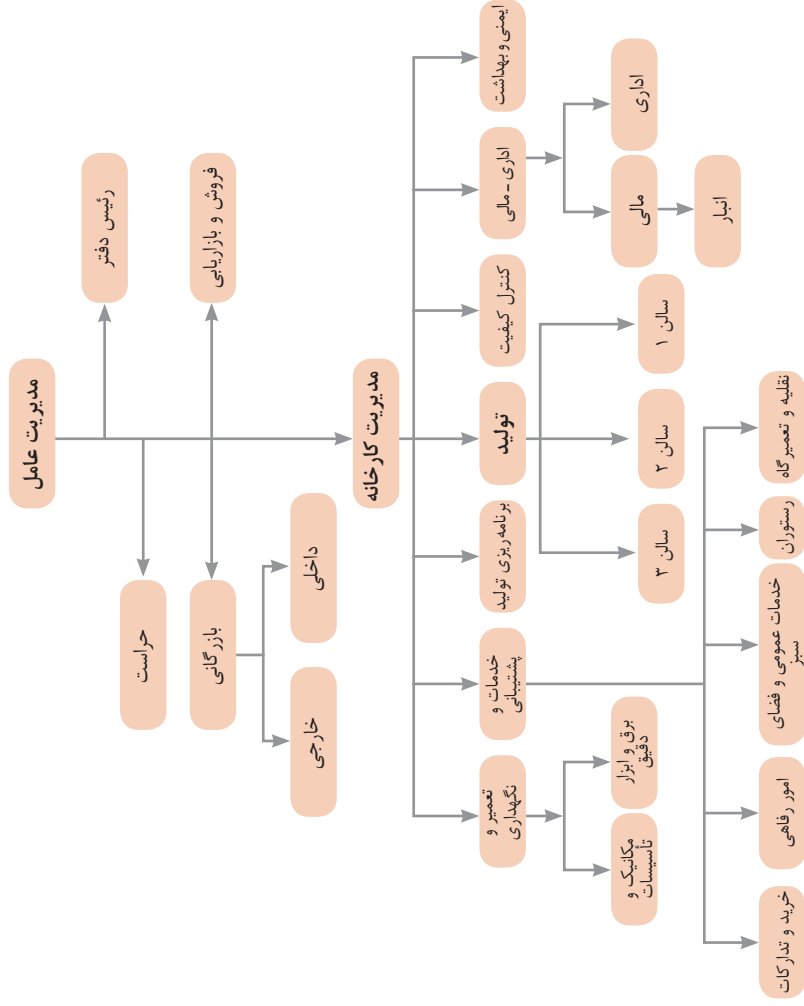 مدیریت عامل
رئیس دفتر
حراست
فروش و بازاریابی
بازرگانی
داخلی
خارجی
مدیریت کارخانه
ایمنی و بهداشت
اداری - مالی
کنترل کیفیت
تولید
برنامه ریزی تولید
خدمات و
پشتیبانی
تعمیر و
نگهداری
اداری
مالی
انبار
سالن ۱
سالن ۲
سالن ۳
برق و ابزار
دقیق
مکانیک و
تأسیسات
نقلیه و تعمیرگاه
رستوران
خدمات عمومی و فضای
سبز
امور رفاهی
خرید و تدارکات